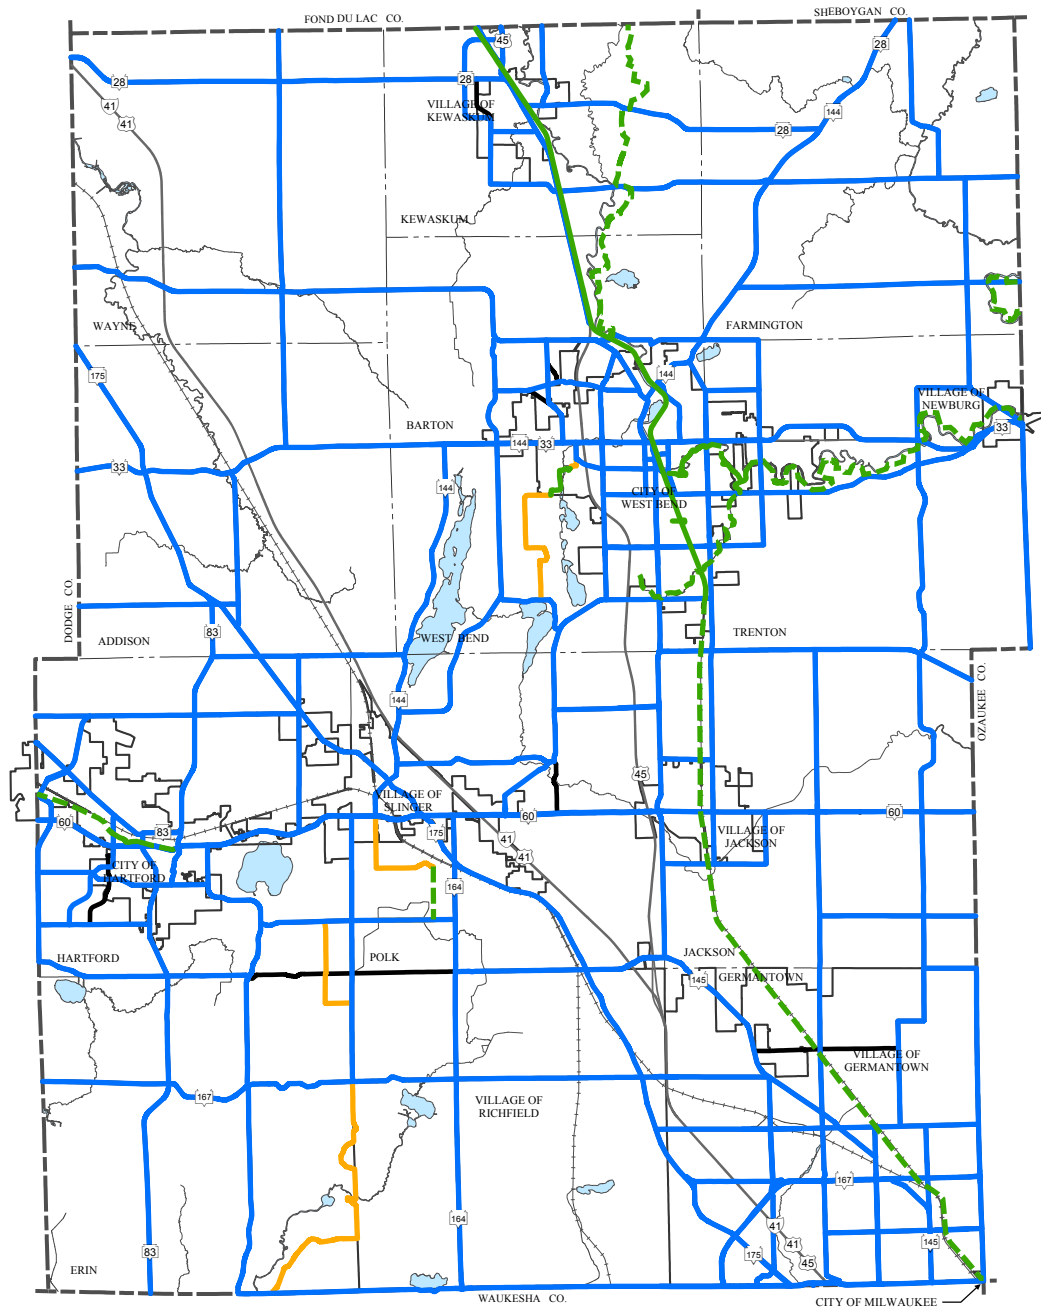 FOND DU LAC CO.
SHEBOYGAN CO.
45
28
28
28
41
41
VILLAGE OF
KEWASKUM
144
28
KEWASKUM
WAYNE
FARMINGTON
175
144
VILLAGE OF
NEWBURG
BARTON
33
144
33
33
144
CITY OF
WEST BEND
DODGE CO.
83
ADDISON
WEST BEND
TRENTON
OZAUKEE CO.
144
45
VILLAGE OF
SLINGER
60
60
60
83
175
VILLAGE OF
JACKSON
41
41
CITY OF
HARTFORD
164
HARTFORD
POLK
JACKSON
GERMANTOWN
145
VILLAGE OF
GERMANTOWN
167
VILLAGE OF
RICHFIELD
167
164
41
41
45
145
83
175
ERIN
WAUKESHA CO.
CITY OF MILWAUKEE